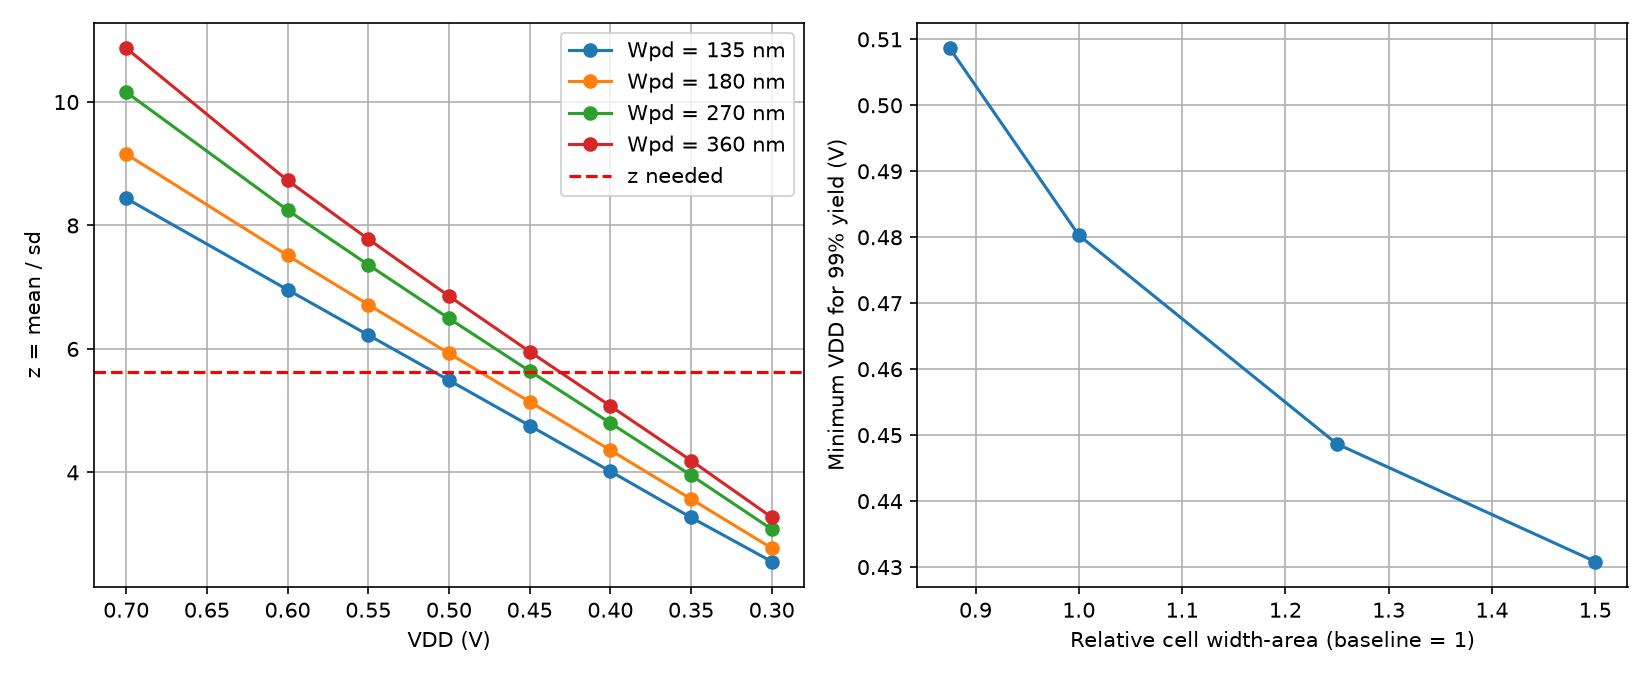 Wpd = 135 nm
Wpd = 180 nm
Wpd = 270 nm
Wpd = 360 nm
z needed
z = mean / sd
10
8
6
4
0.70 0.65 0.60 0.55 0.50 0.45 0.40 0.35 0.30
VDD (V)
Minimum VDD for 99% yield (V)
0.51
0.50
0.49
0.48
0.47
0.46
0.45
0.44
0.43
0.9 1.0 1.1 1.2 1.3 1.4 1.5
Relative cell width-area (baseline = 1)